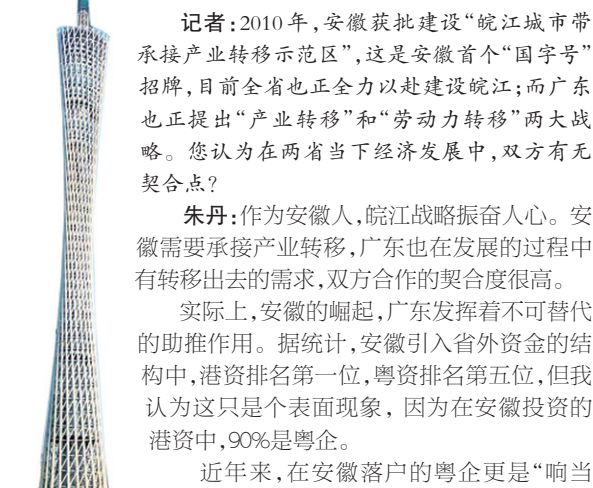 记者:2010年,安徽获批建设“皖江城市带
承接产业转移示范区”,这是安徽首个“国字号”
招牌,目前全省也正全力以赴建设皖江;而广东
也正提出“产业转移”和“劳动力转移”两大战
略。您认为在两省当下经济发展中,双方有无
契合点?
朱丹:作为安徽人,皖江战略振奋人心。安
徽需要承接产业转移,广东也在发展的过程中
有转移出去的需求,双方合作的契合度很高。
实际上,安徽的崛起,广东发挥着不可替代
的助推作用。据统计,安徽引入省外资金的结
构中,港资排名第一位,粤资排名第五位,但我
认为这只是个表面现象,因为在安徽投资的
港资中,90%是粤企。
近年来,在安徽落户的粤企更是“响当